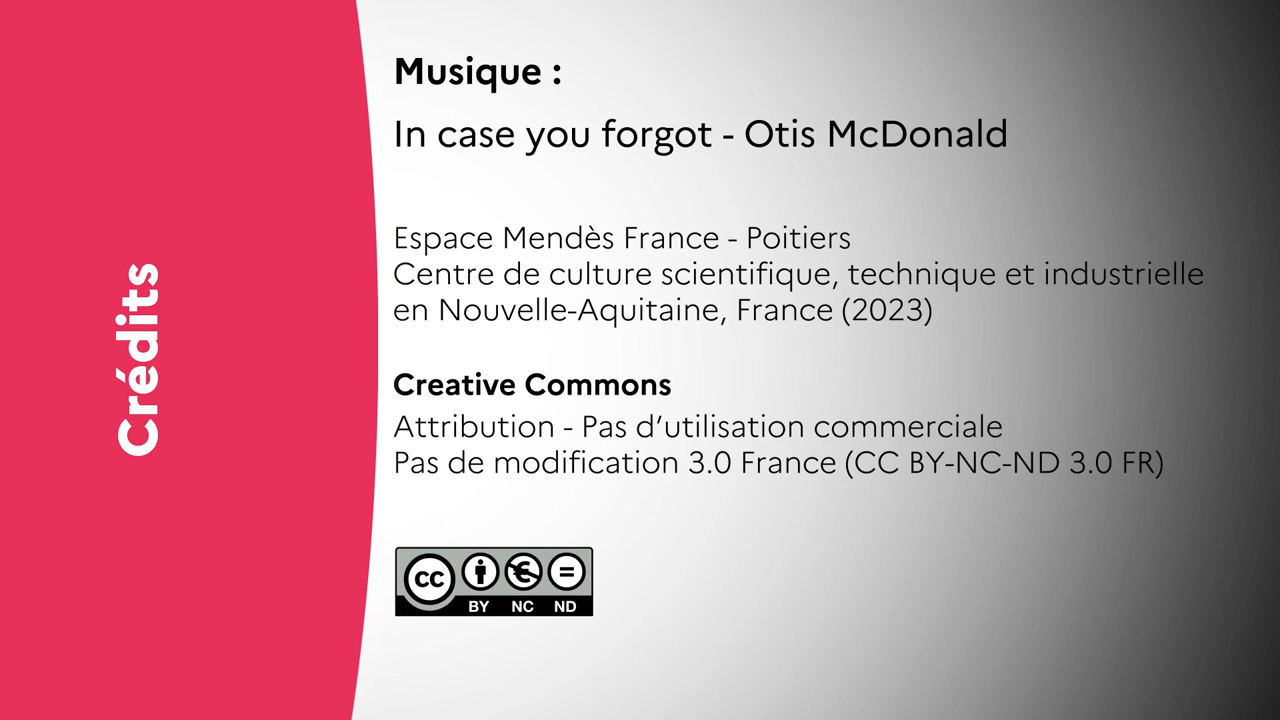 Crédits
Musique :
In case you forgot - Otis McDonald
Espace Mendès France - Poitiers
Centre de culture scientifique, technique et industrielle
en Nouvelle-Aquitaine, France (2023)
Creative Commons
Attribution - Pas d’utilisation commerciale
Pas de modification 3.0 France (CC BY-NC-ND 3.0 FR)
cc
BY NC ND